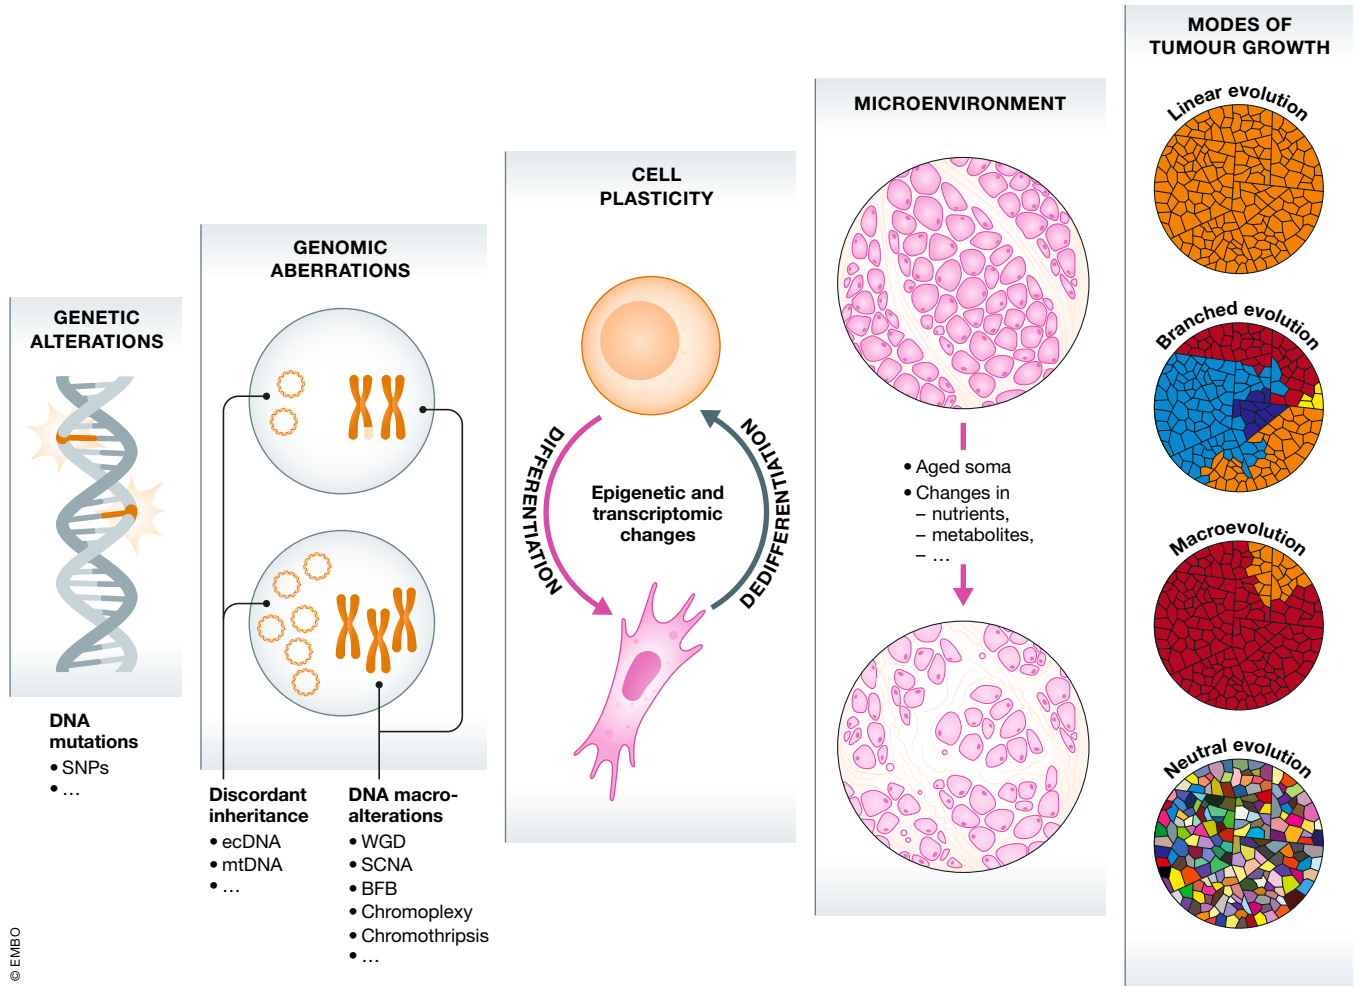 GENETIC
ALTERATIONS
DNA
mutations
• SNPs
• ...
GENOMIC
ABERRATIONS
Discordant
inheritance
• ecDNA
• mtDNA
• ...
DNA macro-
alterations
• WGD
• SCNA
• BFB
• Chromoplexy
• Chromothripsis
• ...
CELL
PLASTICITY
DIFFERENTIATION
Epigenetic and
transcriptomic
changes
DEDIFFERENTIATION
MICROENVIRONMENT
• Aged soma
• Changes in
– nutrients,
– metabolites,
– ...
MODES OF
TUMOUR GROWTH
Linear evolution
Branched evolution
Macroevolution
Neutral evolution
© EMBO